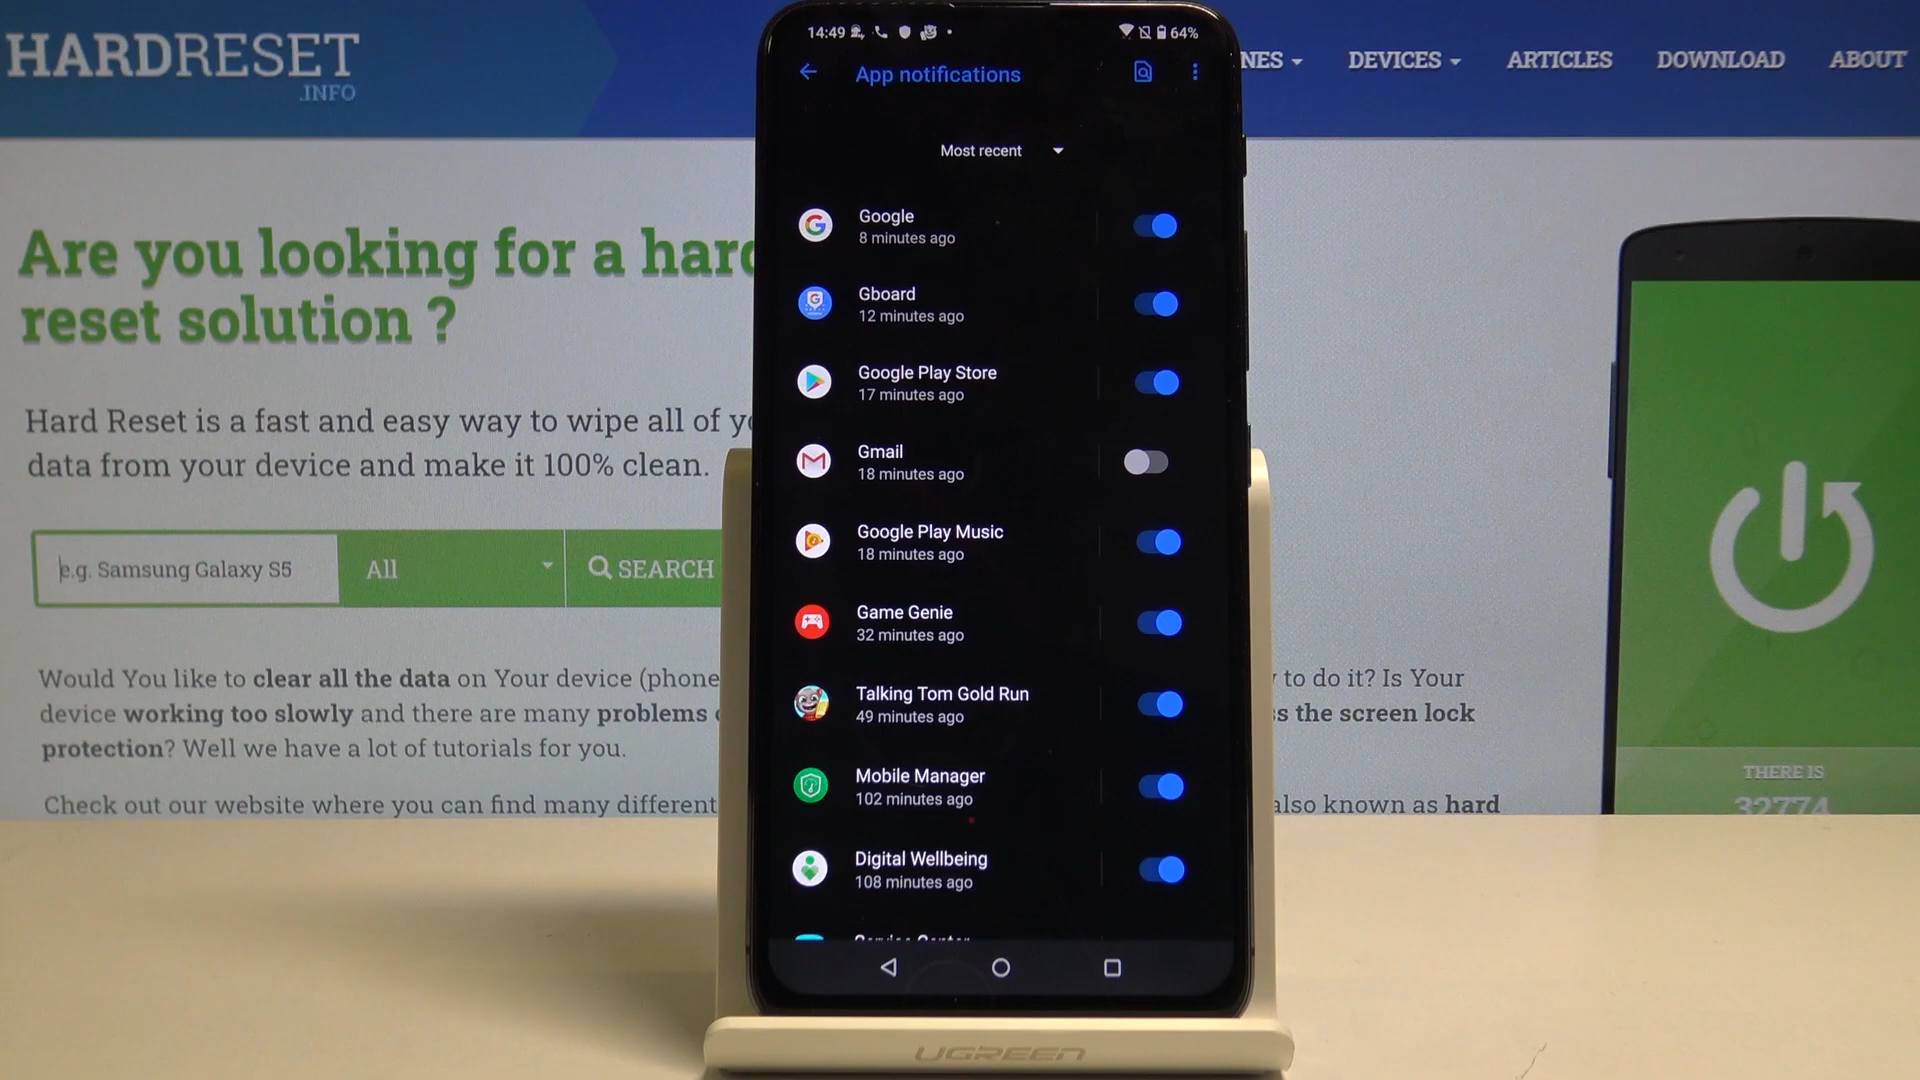 HARDRESET
.INFO
NES
DEVICES
ARTICLES
DOWNLOAD
ABOUT
Are you looking for a hard
reset solution ?
Hard Reset is a fast and easy way to wipe all of
data from your device and make it 100% clean.
e.g. Samsung Galaxy S5
All
SEARCH
Would You like to clear all the data on Your device (phone
device working too slowly and there are many problems
protection? Well we have a lot of tutorials for you.
Check out our website where you can find many different
to do it? Is Your
the screen lock
also known as hard
THERE IS
32774
14:49
64%
App notifications
Most recent
Google
8 minutes ago
Gboard
12 minutes ago
Google Play Store
17 minutes ago
Gmail
18 minutes ago
Google Play Music
18 minutes ago
Game Genie
32 minutes ago
Talking Tom Gold Run
49 minutes ago
Mobile Manager
102 minutes ago
Digital Wellbeing
108 minutes ago
UGREEN